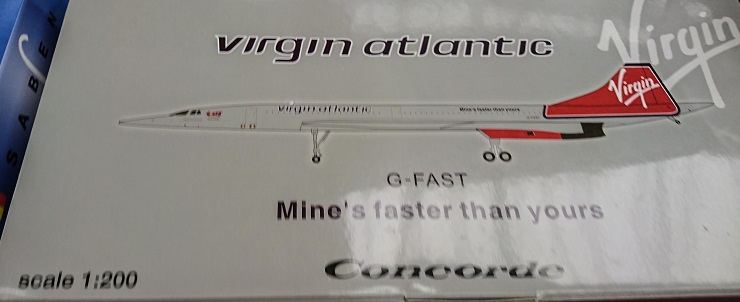 SABEN
virgin atlantic
Virgin
Virgin
virgin atlantic
Mine's faster than yours
G-FAST
Mine's faster than yours
scale 1:200
Concorde